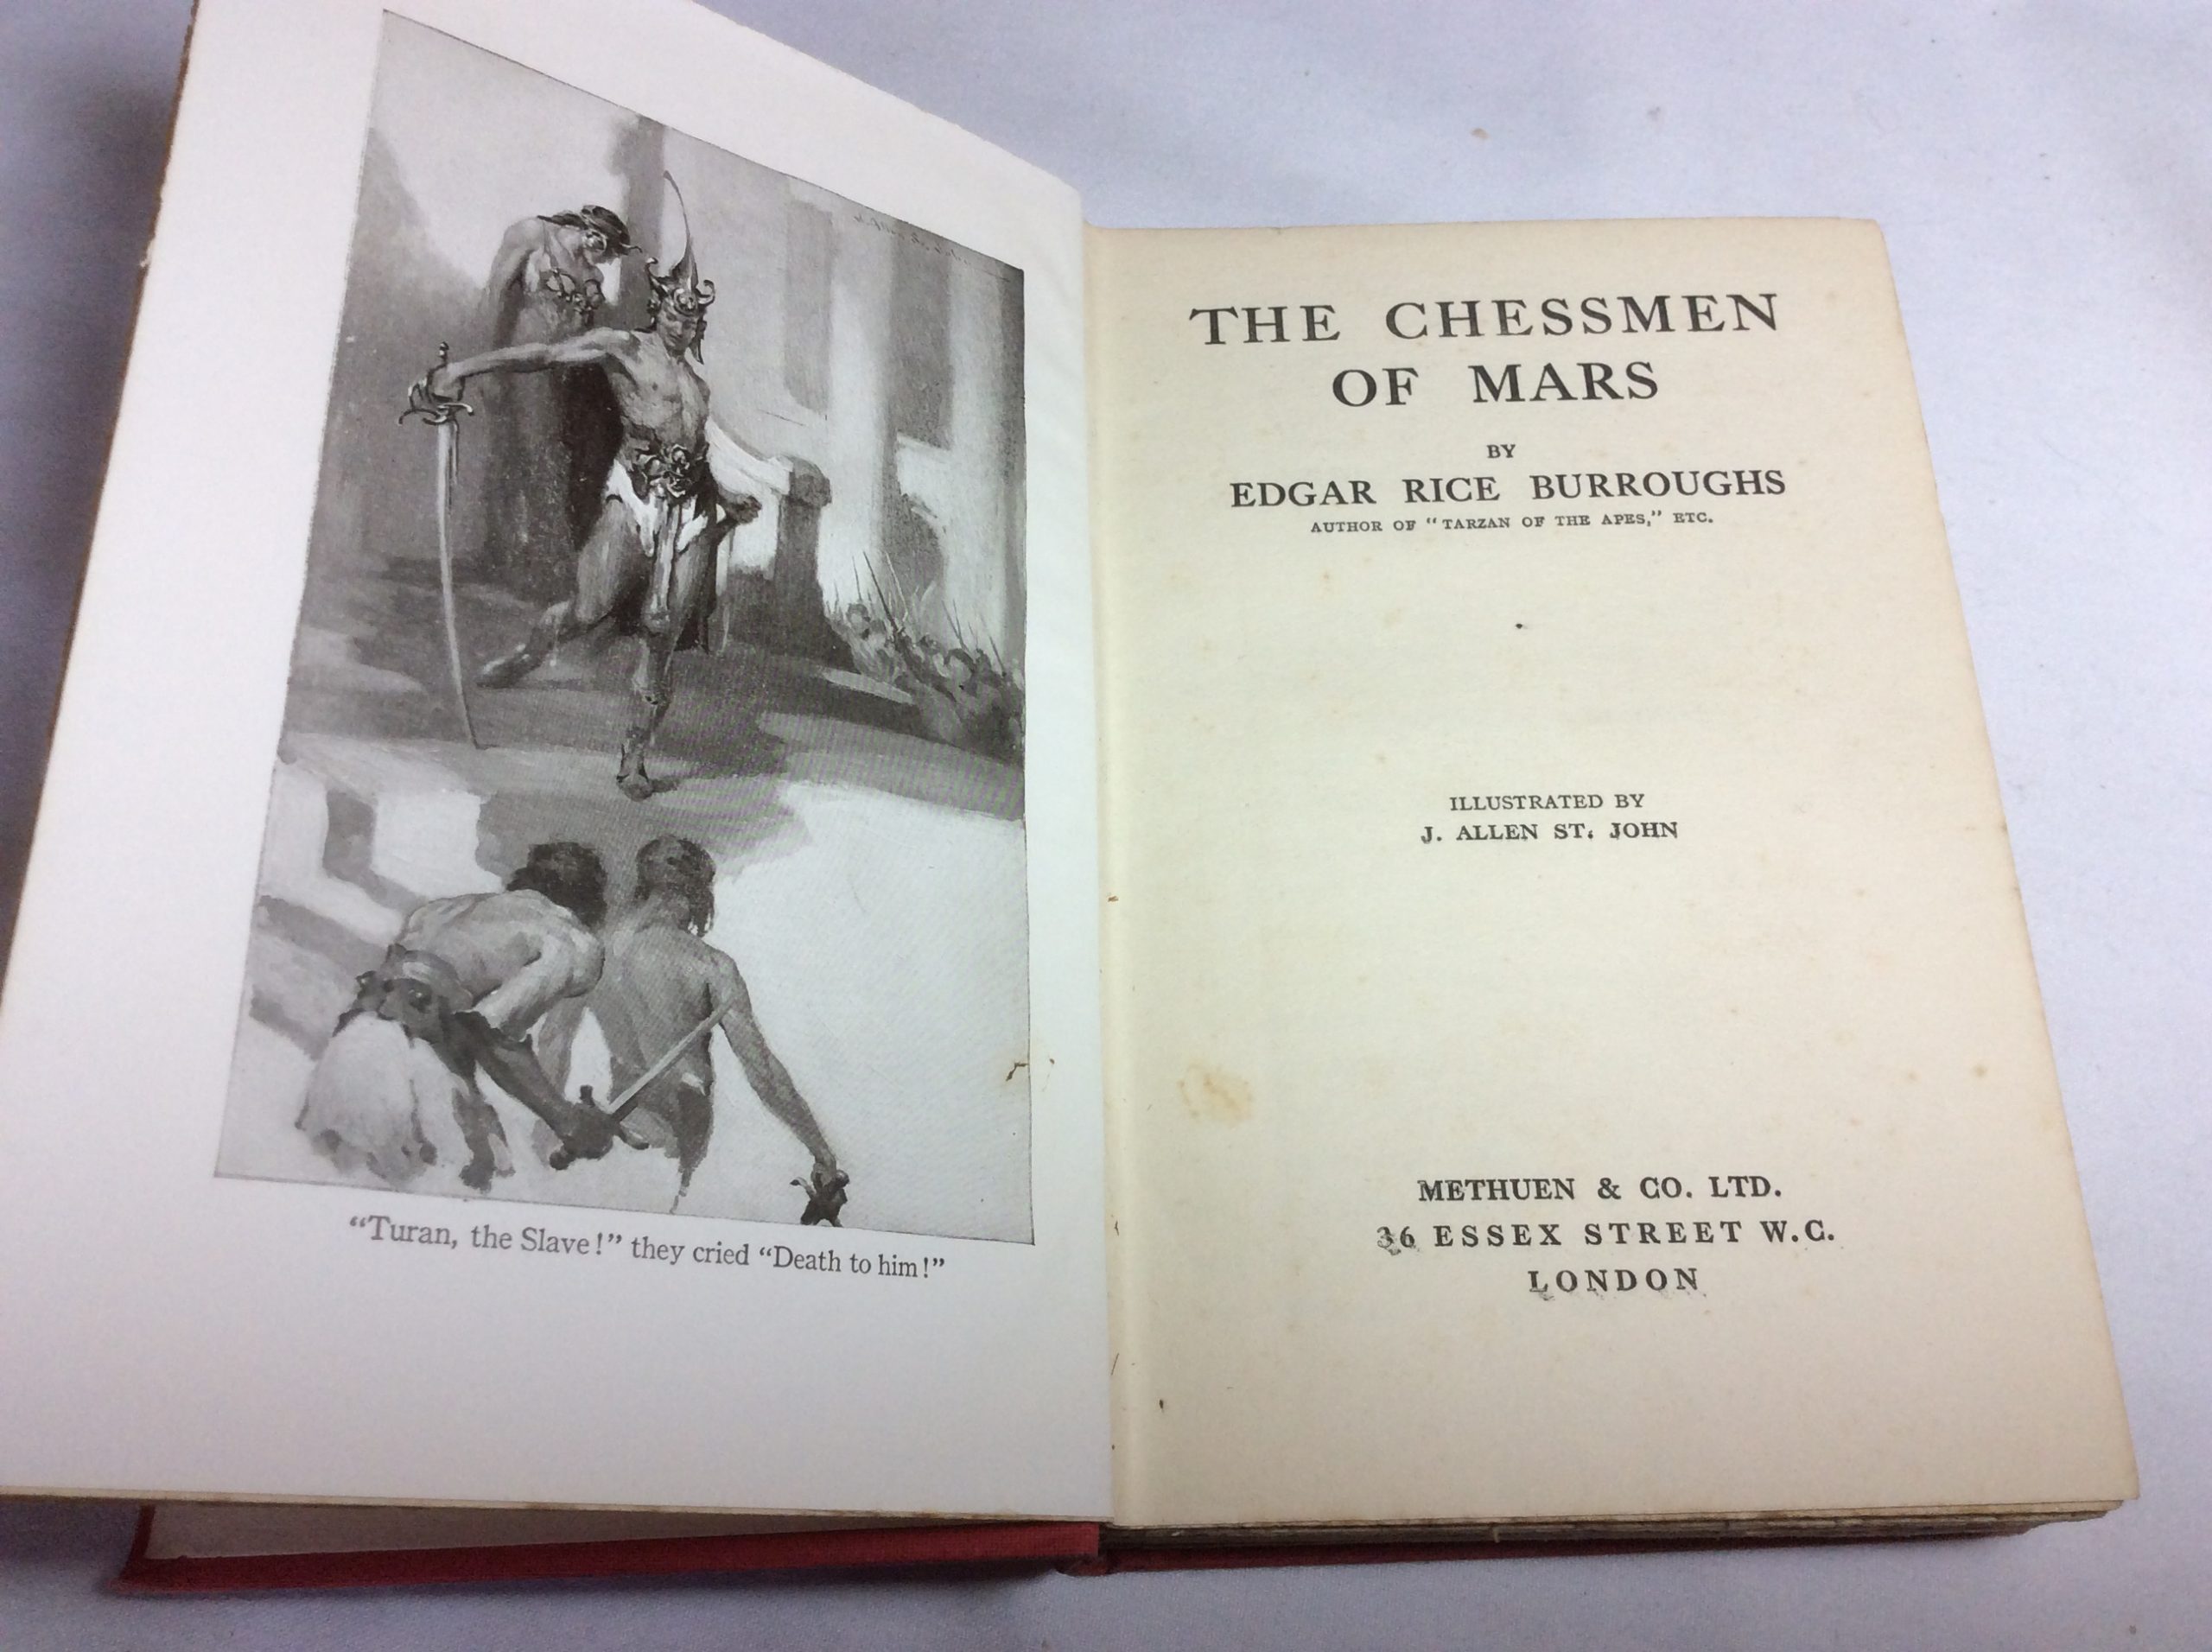 "Turan, the Slave!" they cried "Death to him!"
THE CHESSMEN
OF MARS
BY
EDGAR RICE BURROUGHS
AUTHOR OF "TARZAN OF THE APES," ETC.
ILLUSTRATED BY
J. ALLEN ST. JOHN
METHUEN & CO. LTD.
36 ESSEX STREET W.C.
LONDON